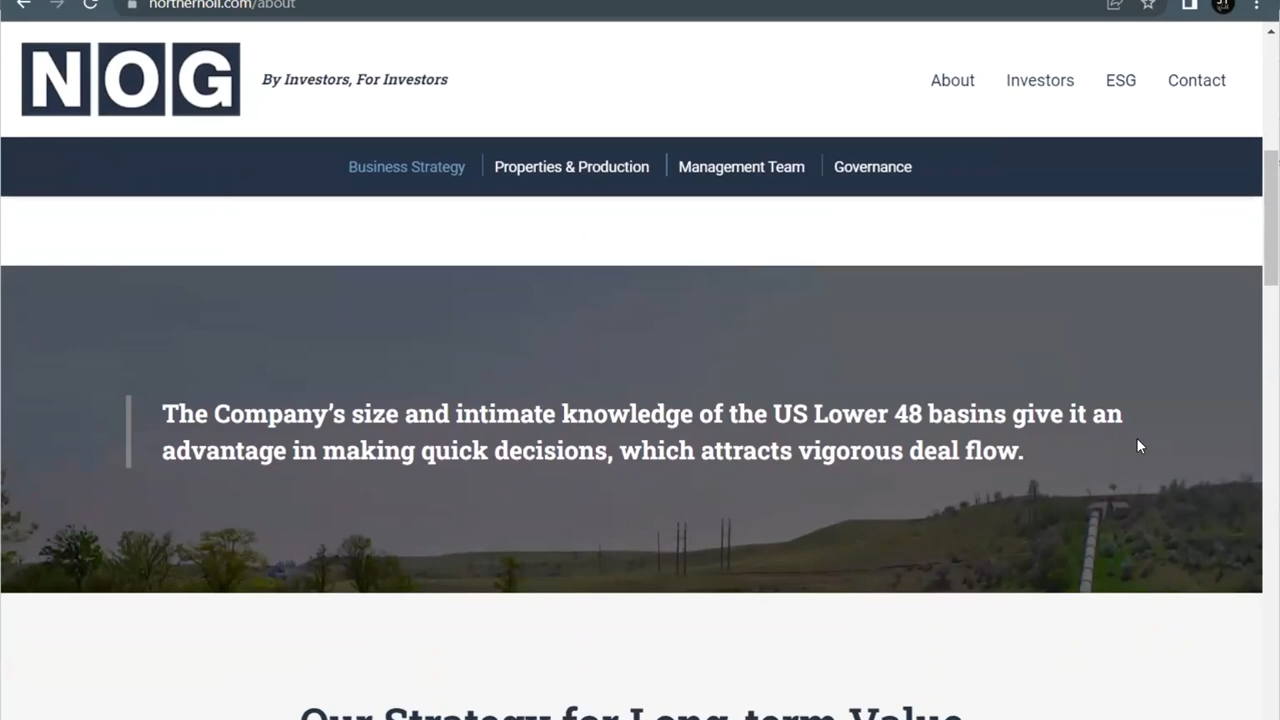 northernoil.com/about
NOG
By Investors, For Investors
About
Investors
ESG
Contact
Business Strategy
Properties & Production
Management Team
Governance
The Company's size and intimate knowledge of the US Lower 48 basins give it an
advantage in making quick decisions, which attracts vigorous deal flow.
Our Strategy for Long-term Value